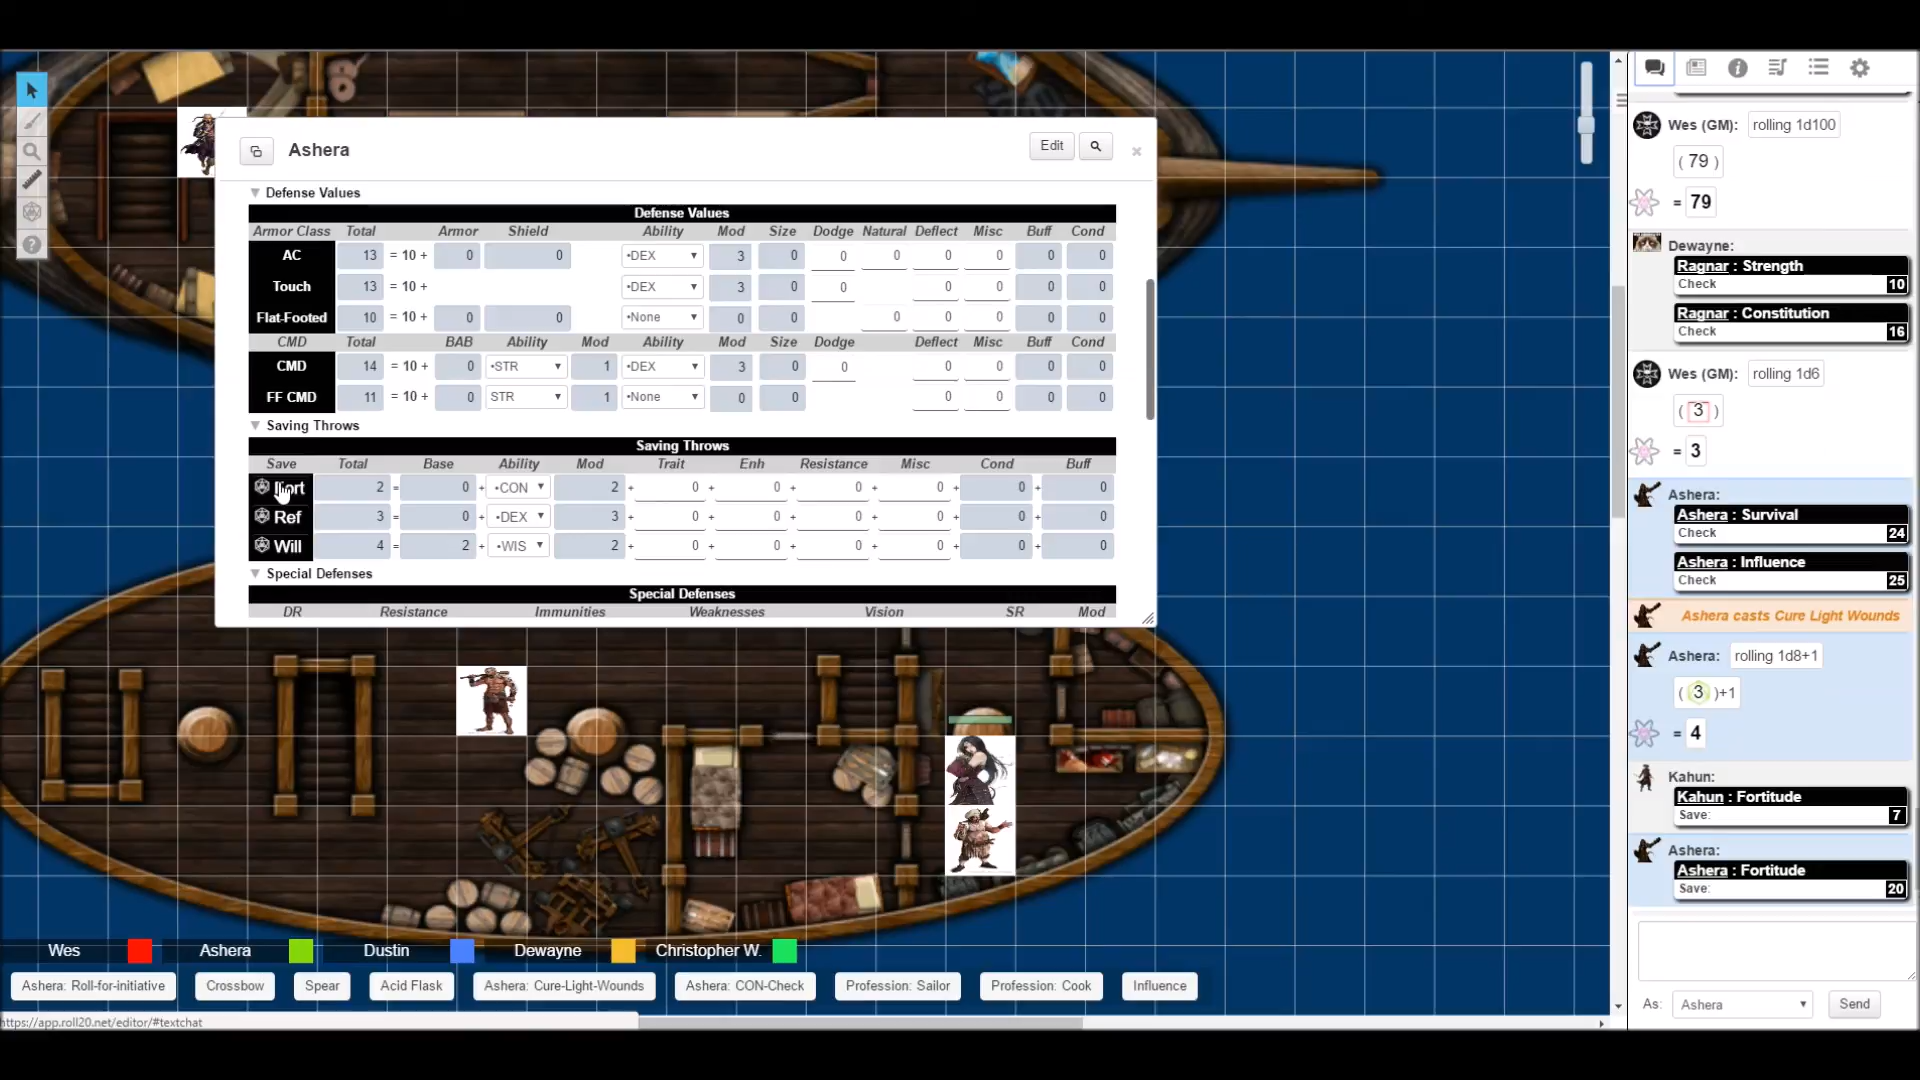 Ashera
Edit
Defense Values
Defense Values
Armor Class Total Armor Shield Ability Mod Size Dodge Natural Deflect Misc Buff Cond
AC 13 = 10 + 0 0 •DEX 3 0 0 0 0 0 0 0
Touch 13 = 10 + •DEX 3 0 0 0 0 0 0
Flat-Footed 10 = 10 + 0 0 •None 0 0 0 0 0 0 0
CMD Total BAB Ability Mod Ability Mod Size Dodge Deflect Misc Buff Cond
CMD 14 = 10 + 0 •STR 1 •DEX 3 0 0 0 0 0 0
FF CMD 11 = 10 + 0 STR 1 •None 0 0 0 0 0 0
Saving Throws
Saving Throws
Save Total Base Ability Mod Trait Enh Resistance Misc Cond Buff
Fort 2 = 0 + •CON 2 + 0 + 0 + 0 + 0 + 0 + 0
Ref 3 = 0 + •DEX 3 + 0 + 0 + 0 + 0 + 0 + 0
Will 4 = 2 + •WIS 2 + 0 + 0 + 0 + 0 + 0 + 0
Special Defenses
Special Defenses
DR Resistance Immunities Weaknesses Vision SR Mod
Wes Ashera Dustin Dewayne Christopher W.
Ashera: Roll-for-initiative Crossbow Spear Acid Flask Ashera: Cure-Light-Wounds Ashera: CON-Check Profession: Sailor Profession: Cook Influence
https://app.roll20.net/editor/#textchat
Wes (GM): rolling 1d100
(79)
= 79
Dewayne:
Ragnar : Strength
Check 10
Ragnar : Constitution
Check 16
Wes (GM): rolling 1d6
(3)
= 3
Ashera:
Ashera : Survival
Check 24
Ashera : Influence
Check 25
Ashera casts Cure Light Wounds
Ashera: rolling 1d8+1
(3)+1
= 4
Kahun:
Kahun : Fortitude
Save: 7
Ashera:
Ashera : Fortitude
Save: 20
As: Ashera Send